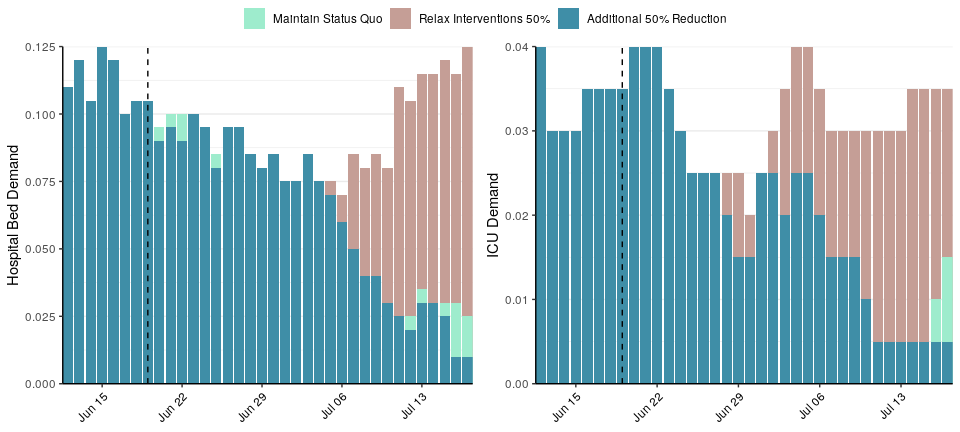 Maintain Status Quo Relax Interventions 50% Additional 50% Reduction
Hospital Bed Demand
0.125
0.100
0.075
0.050
0.025
0.000
Jun 15 Jun 22 Jun 29 Jul 06 Jul 13
ICU Demand
0.04
0.03
0.02
0.01
0.00
Jun 15 Jun 22 Jun 29 Jul 06 Jul 13